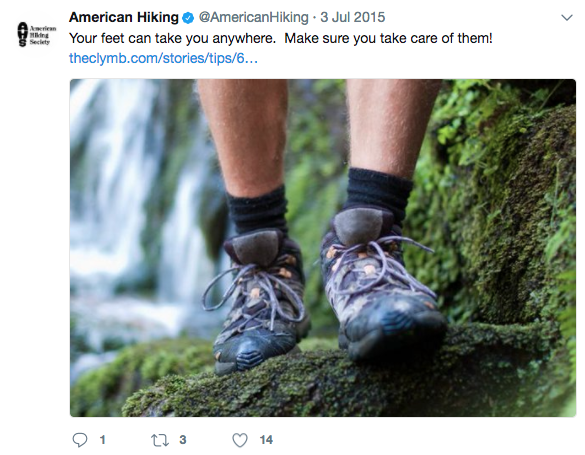 American Hiking @AmericanHiking · 3 Jul 2015
American
Hiking
Society
Your feet can take you anywhere.  Make sure you take care of them!
theclymb.com/stories/tips/6…
1 3 14